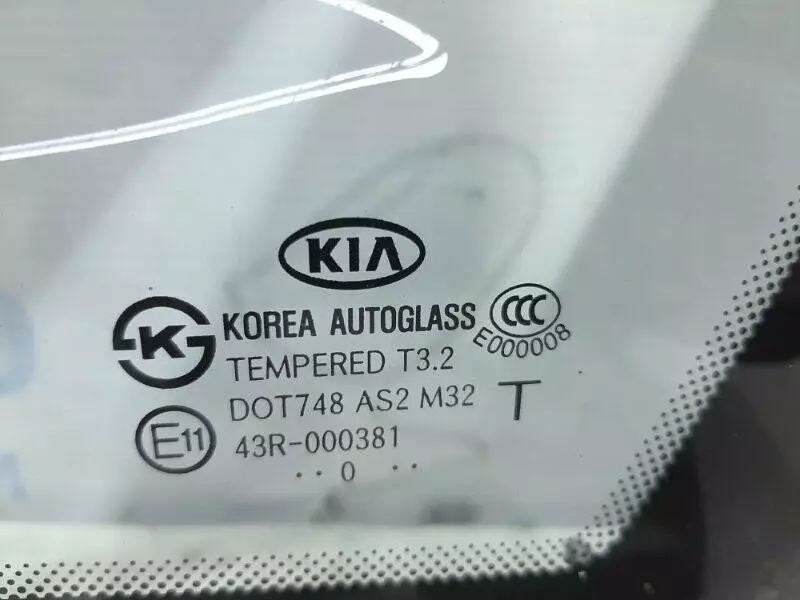 KIA
K
KOREA AUTOGLASS
CCC
E000008
TEMPERED T3.2
DOT748 AS2 M32
T
E11
43R-000381
·· 0 ··